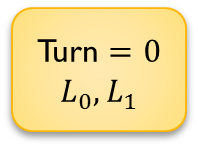 Turn = 0
L₀, L₁